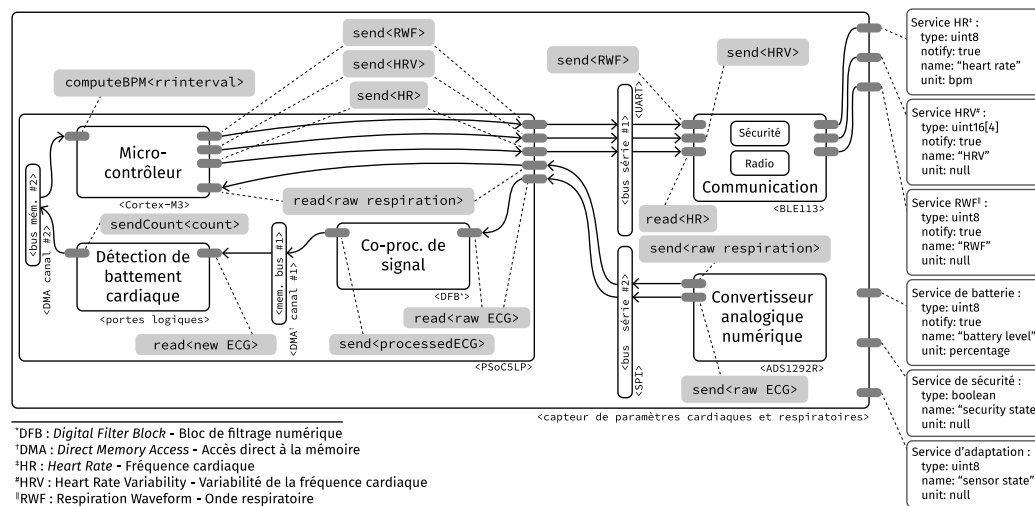 send<RWF>
send<HRV>
send<HR>
computeBPM<rrinterval>
send<RWF>
send<HRV>
<UART>
<bus série #1>
Micro-
contrôleur
<Cortex-M3>
Sécurité
Radio
Communication
<BLE113>
read<raw respiration>
read<HR>
<bus mém. #2>
<DMA canal #2>
sendCount<count>
Détection de
battement
cardiaque
<portes logiques>
<mem. bus #1>
<DMA† canal #1>
Co-proc. de
signal
<DFB*>
send<raw respiration>
<bus série #2>
<SPI>
Convertisseur
analogique
numérique
<ADS1292R>
read<raw ECG>
read<new ECG>
send<processedECG>
<PSoC5LP>
send<raw ECG>
<capteur de paramètres cardiaques et respiratoires>
Service HR‡ :
type: uint8
notify: true
name: “heart rate”
unit: bpm
Service HRV# :
type: uint16[4]
notify: true
name: “HRV”
unit: null
Service RWF‖ :
type: uint8
notify: true
name: “RWF”
unit: null
Service de batterie :
type: uint8
notify: true
name: “battery level”
unit: percentage
Service de sécurité :
type: boolean
name: “security state
unit: null
Service d’adaptation :
type: uint8
name: “sensor state”
unit: null
*DFB : Digital Filter Block - Bloc de filtrage numérique
†DMA : Direct Memory Access - Accès direct à la mémoire
‡HR : Heart Rate - Fréquence cardiaque
#HRV : Heart Rate Variability - Variabilité de la fréquence cardiaque
‖RWF : Respiration Waveform - Onde respiratoire